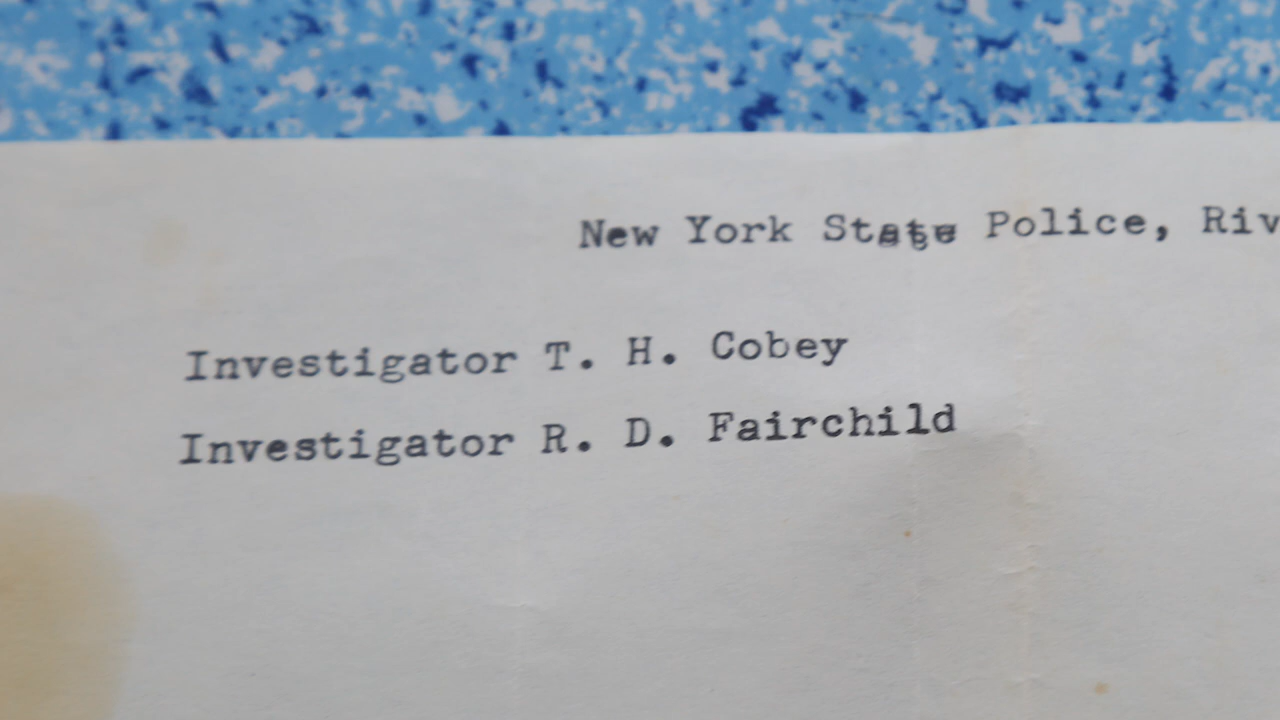 New York State Police, Riv
Investigator T. H. Cobey
Investigator R. D. Fairchild